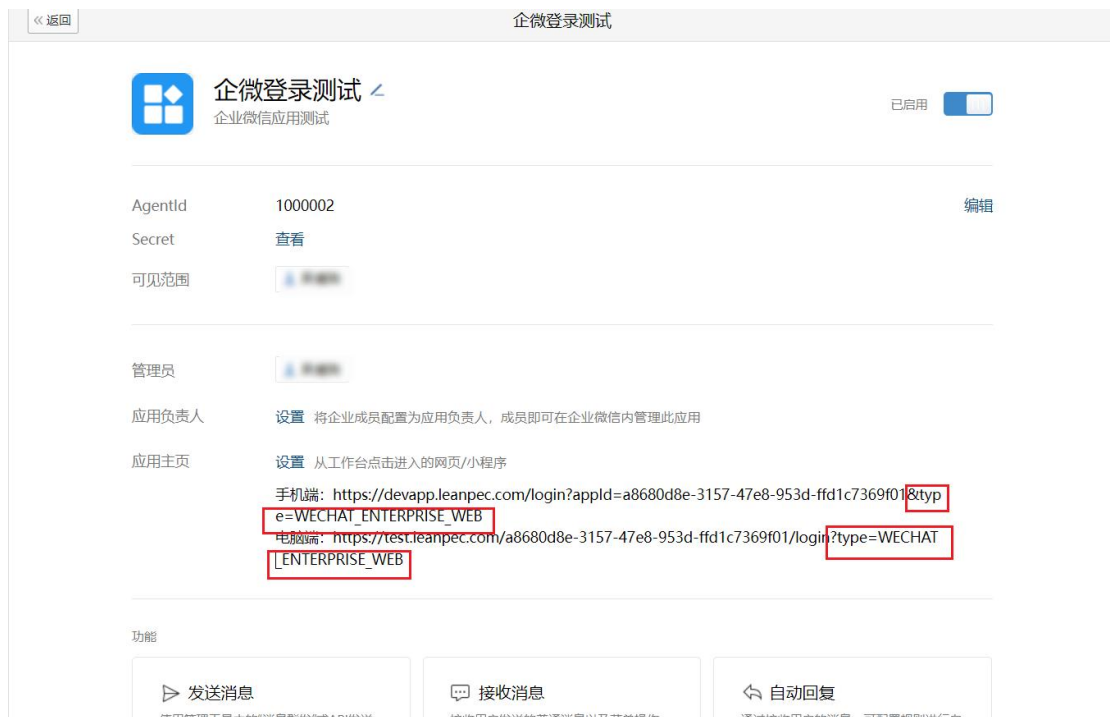 返回
企微登录测试
企微登录测试
企业微信应用测试
已启用
AgentId 1000002 编辑
Secret 查看
可见范围
管理员
应用负责人 设置 将企业成员配置为应用负责人，成员即可在企业微信内管理此应用
应用主页 设置 从工作台点击进入的网页/小程序
手机端：https://devapp.leanpec.com/login?appId=a8680d8e-3157-47e8-953d-ffd1c7369f01&typ
e=WECHAT_ENTERPRISE_WEB
电脑端：https://test.leanpec.com/a8680d8e-3157-47e8-953d-ffd1c7369f01/login?type=WECHAT
_ENTERPRISE_WEB
功能
发送消息 接收消息 自动回复